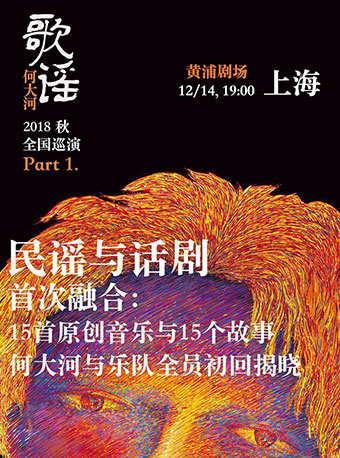 歌谣
何大河
2018 秋
全国巡演
Part 1.
黄浦剧场
12/14, 19:00
上海
民谣与话剧
首次融合：
15首原创音乐与15个故事
何大河与乐队全员初回揭晓